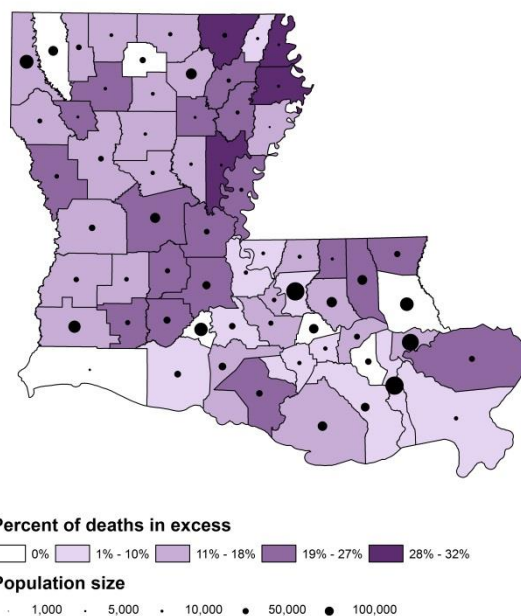 Percent of deaths in excess
0% 1% - 10% 11% - 18% 19% - 27% 28% - 32%
Population size
1,000 5,000 10,000 50,000 100,000